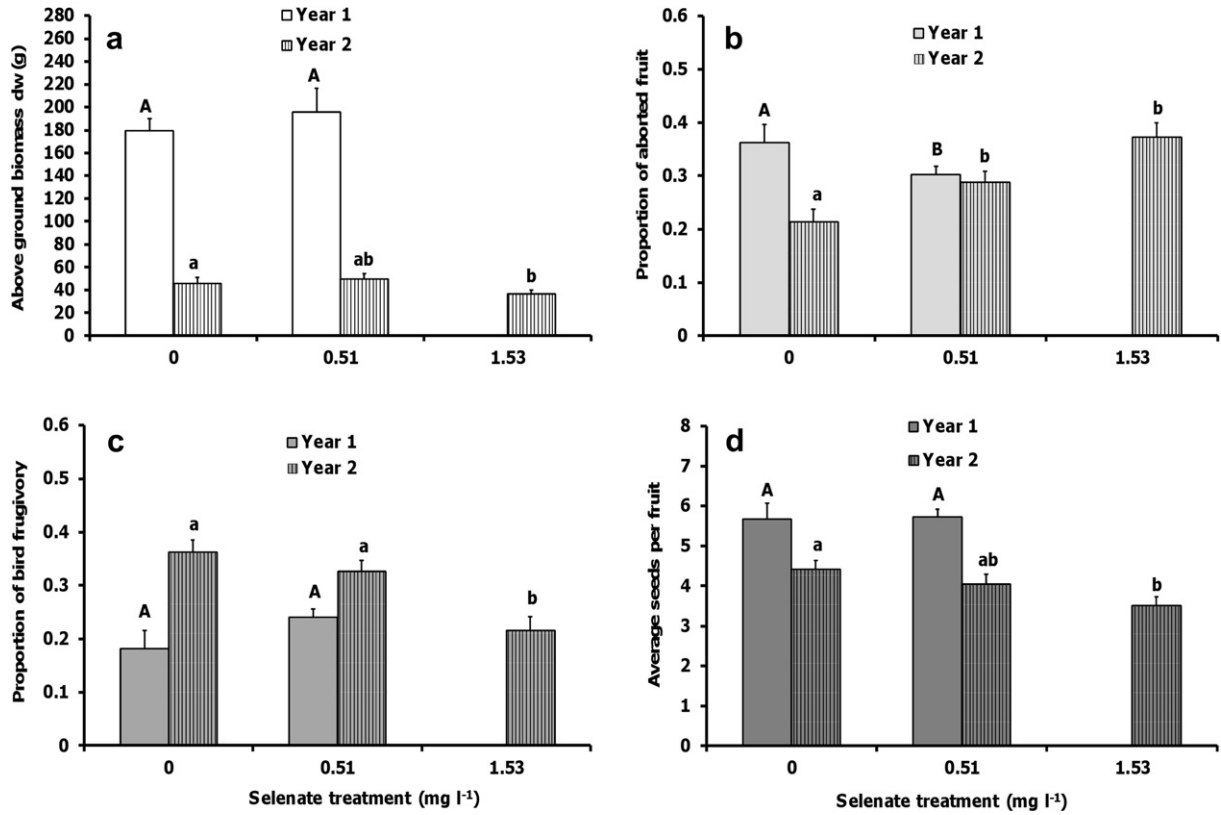 a
Year 1
Year 2
Above ground biomass dw (g)
280
260
240
220
200
180
160
140
120
100
80
60
40
20
0
A
a
A
ab
b
0
0.51
1.53
b
Year 1
Year 2
Proportion of aborted fruit
0.6
0.5
0.4
0.3
0.2
0.1
0
A
a
B
b
b
0
0.51
1.53
c
Year 1
Year 2
Proportion of bird frugivory
0.6
0.5
0.4
0.3
0.2
0.1
0
A
a
A
a
b
0
0.51
1.53
Selenate treatment (mg l⁻¹)
d
Year 1
Year 2
Average seeds per fruit
8
7
6
5
4
3
2
1
0
A
a
A
ab
b
0
0.51
1.53
Selenate treatment (mg l⁻¹)